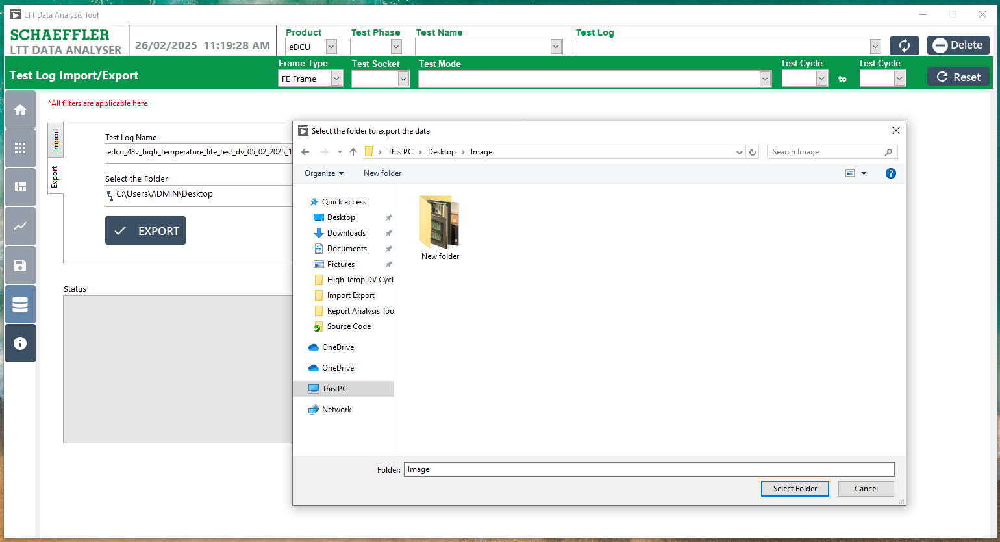 LTT Data Analysis Tool
SCHAEFFLER
LTT DATA ANALYSER
26/02/2025 11:19:28 AM
Product
Test Phase
Test Name
Test Log
eDCU
Delete
Test Log Import/Export
Frame Type
Test Socket
Test Mode
Test Cycle
Test Cycle
FE Frame
to
Reset
*All filters are applicable here
Import
Export
Test Log Name
edcu_48v_high_temperature_life_test_dv_05_02_2025_1
Select the Folder
C:\Users\ADMIN\Desktop
EXPORT
Status
Select the folder to export the data
This PC
Desktop
Image
Search Image
Organize
New folder
?
Quick access
Desktop
Downloads
Documents
Pictures
High Temp DV Cycl
Import Export
Report Analysis Too
Source Code
OneDrive
OneDrive
This PC
Network
New folder
Folder: Image
Select Folder
Cancel